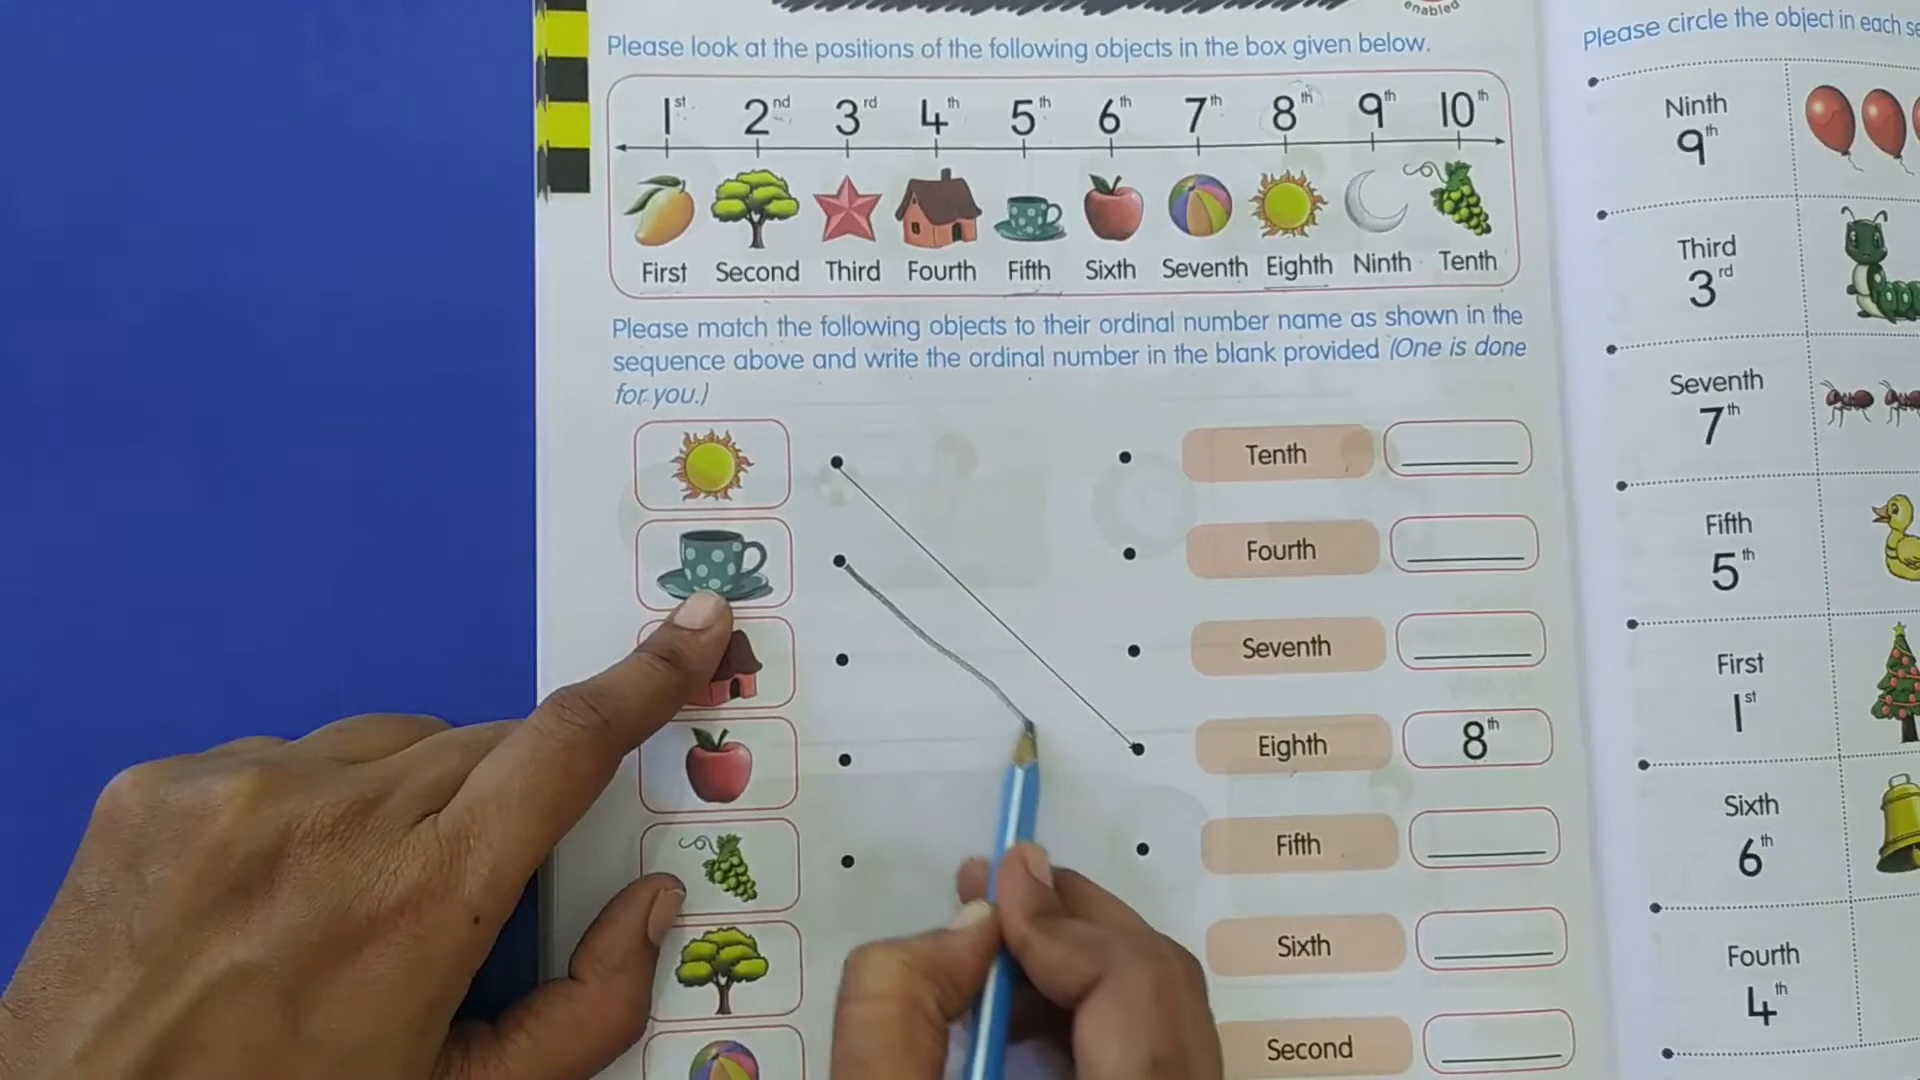 enabled
Please look at the positions of the following objects in the box given below.
1st 2nd 3rd 4th 5th 6th 7th 8th 9th 10th
First Second Third Fourth Fifth Sixth Seventh Eighth Ninth Tenth
Please match the following objects to their ordinal number name as shown in the
sequence above and write the ordinal number in the blank provided (One is done
for you.)
Tenth
Fourth
Seventh
Eighth 8th
Fifth
Sixth
Second
Please circle the object in each
Ninth
9th
Third
3rd
Seventh
7th
Fifth
5th
First
1st
Sixth
6th
Fourth
4th